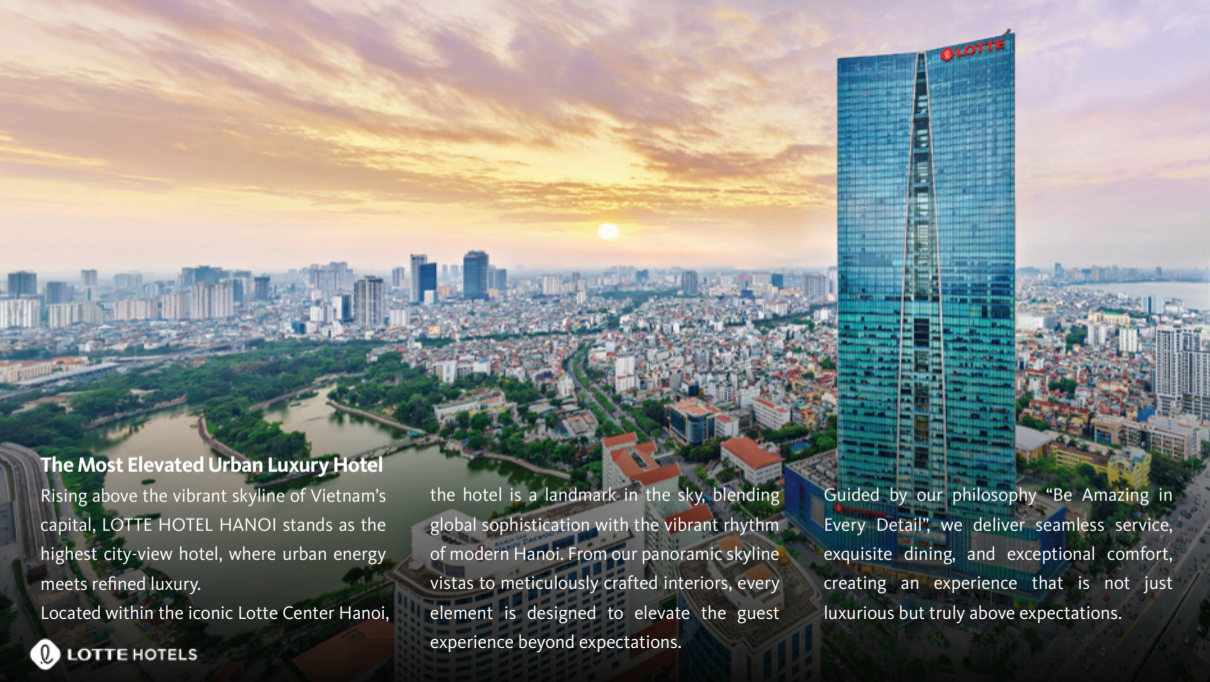 LOTTE
The Most Elevated Urban Luxury Hotel
Rising above the vibrant skyline of Vietnam's
capital, LOTTE HOTEL HANOI stands as the
highest city-view hotel, where urban energy
meets refined luxury.
Located within the iconic Lotte Center Hanoi,
the hotel is a landmark in the sky, blending
global sophistication with the vibrant rhythm
of modern Hanoi. From our panoramic skyline
vistas to meticulously crafted interiors, every
element is designed to elevate the guest
experience beyond expectations.
Guided by our philosophy “Be Amazing in
Every Detail”, we deliver seamless service,
exquisite dining, and exceptional comfort,
creating an experience that is not just
luxurious but truly above expectations.
LOTTE HOTELS